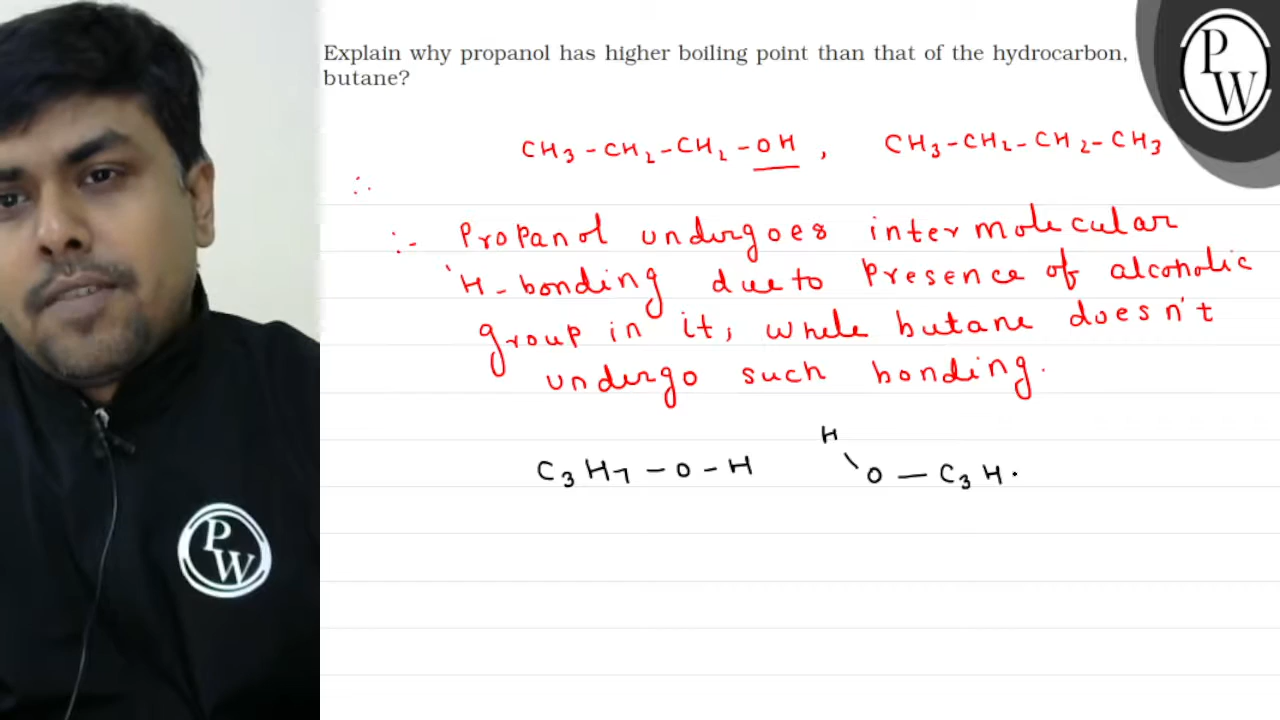 Explain why propanol has higher boiling point than that of the hydrocarbon,
butane?
PW
CH3-CH2-CH2-OH, CH3-CH2-CH2-CH3
∴
:- Propanol undergoes intermolecular
H-bonding due to presence of alcoholic
group in it, while butane doesn't
undergo such bonding.
H
C3H7-O-H O-C3H
PW